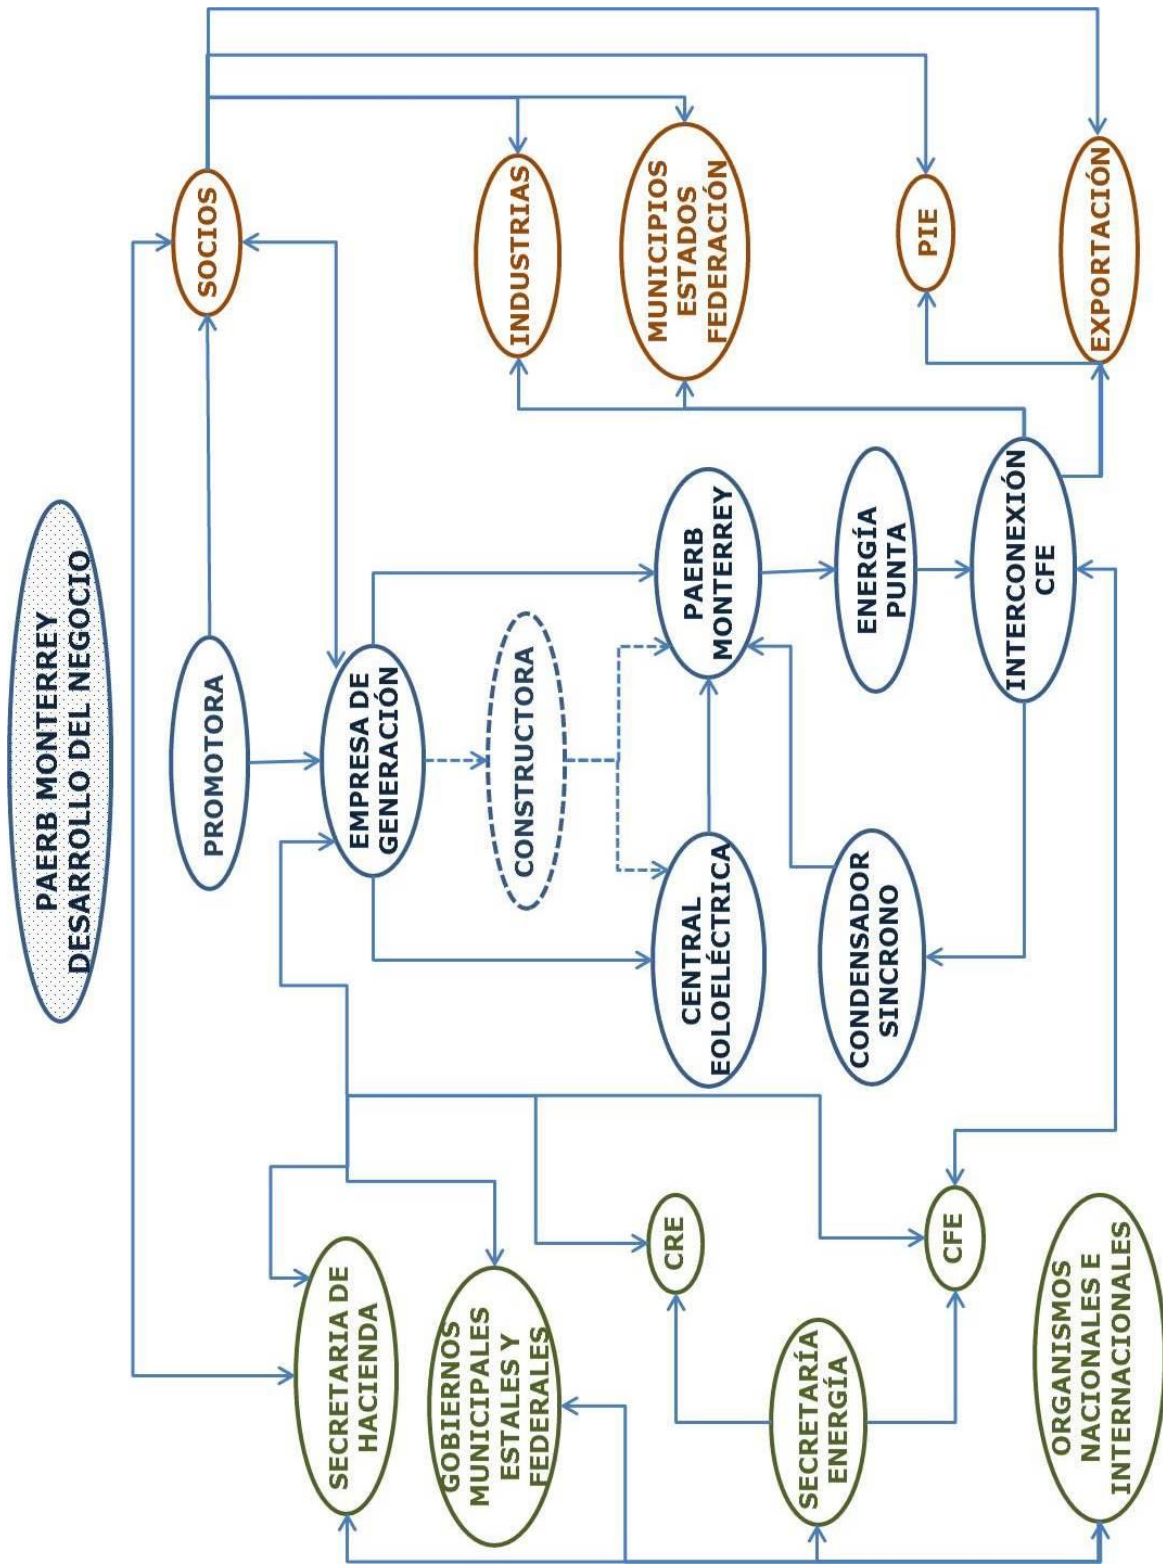 PAERB MONTERREY
DESARROLLO DEL NEGOCIO
PROMOTORA
SOCIOS
SECRETARIA DE
HACIENDA
EMPRESA DE
GENERACIÓN
GOBIERNOS
MUNICIPALES
ESTALES Y
FEDERALES
CONSTRUCTORA
INDUSTRIAS
CRE
CENTRAL
EOLOELÉCTRICA
PAERB
MONTERREY
MUNICIPIOS
ESTADOS
FEDERACIÓN
SECRETARÍA
ENERGÍA
CONDENSADOR
SINCRONO
ENERGÍA
PUNTA
CFE
PIE
ORGANISMOS
NACIONALES E
INTERNACIONALES
INTERCONEXIÓN
CFE
EXPORTACIÓN